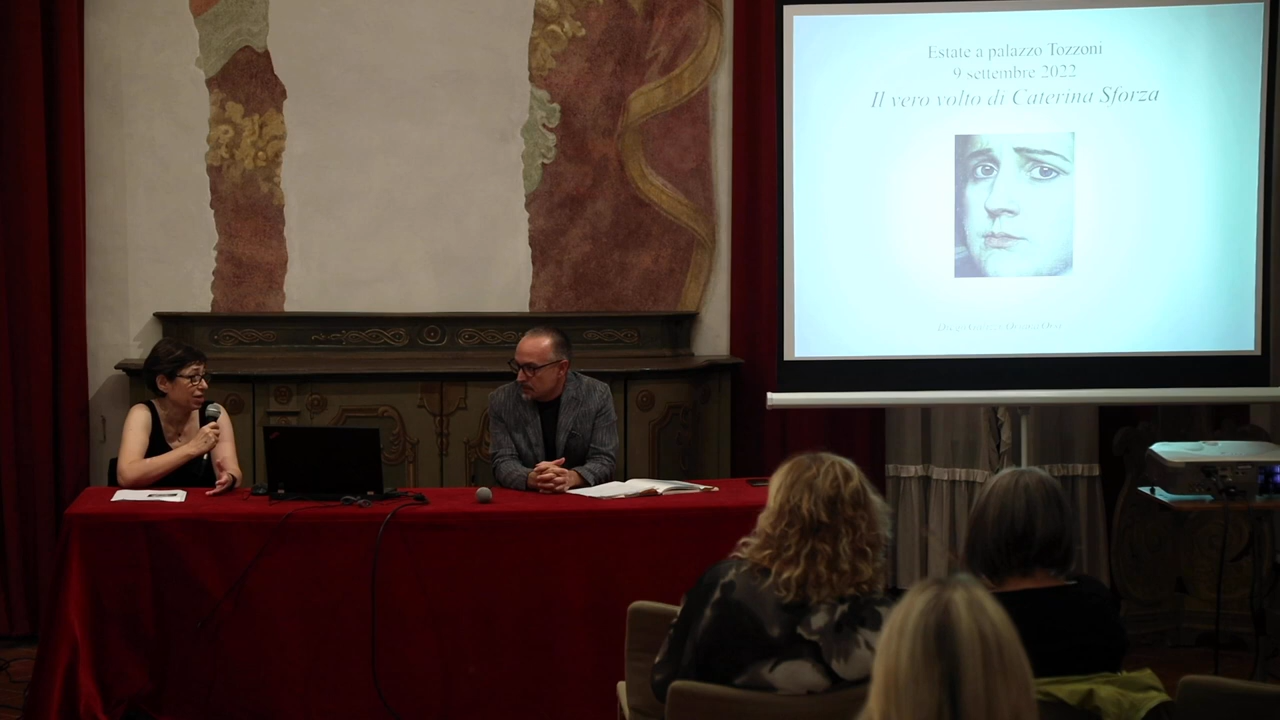 Estate a palazzo Tozzoni
9 settembre 2022
Il vero volto di Caterina Sforza